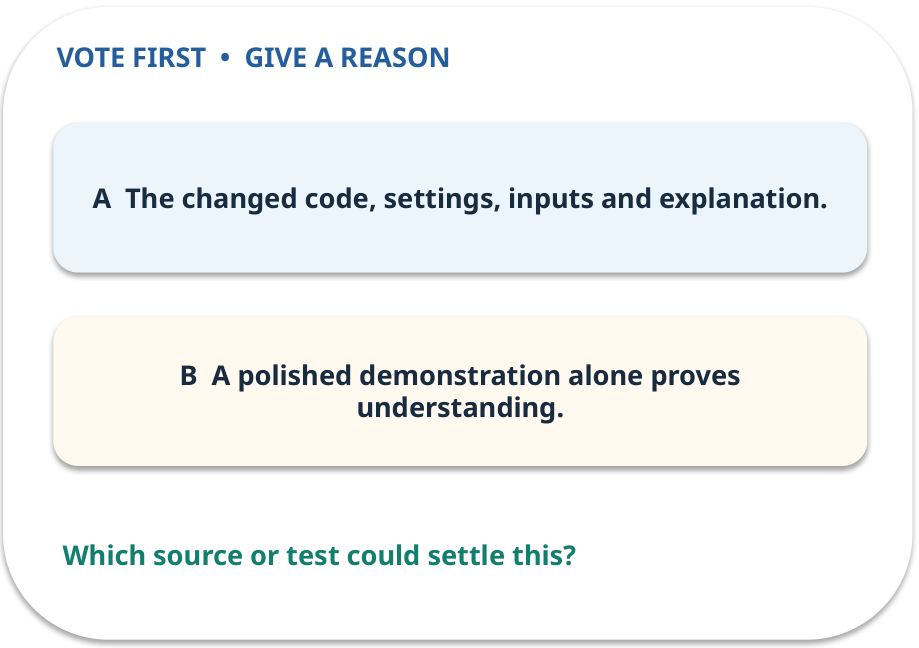 VOTE FIRST • GIVE A REASON
A The changed code, settings, inputs and explanation.
B A polished demonstration alone proves
understanding.
Which source or test could settle this?